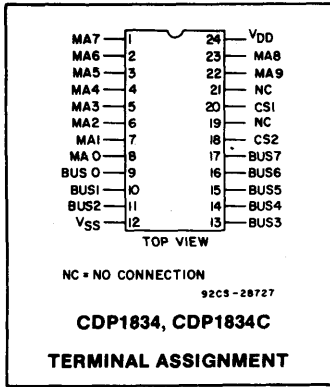 MA7 1 24 VDD
MA6 2 23 MA8
MA5 3 22 MA9
MA4 4 21 NC
MA3 5 20 CS1
MA2 6 19 NC
MA1 7 18 CS2
MA0 8 17 BUS7
BUS 0 9 16 BUS6
BUS1 10 15 BUS5
BUS2 11 14 BUS4
VSS 12 13 BUS3
TOP VIEW
NC = NO CONNECTION
92CS-28727
CDP1834, CDP1834C
TERMINAL ASSIGNMENT